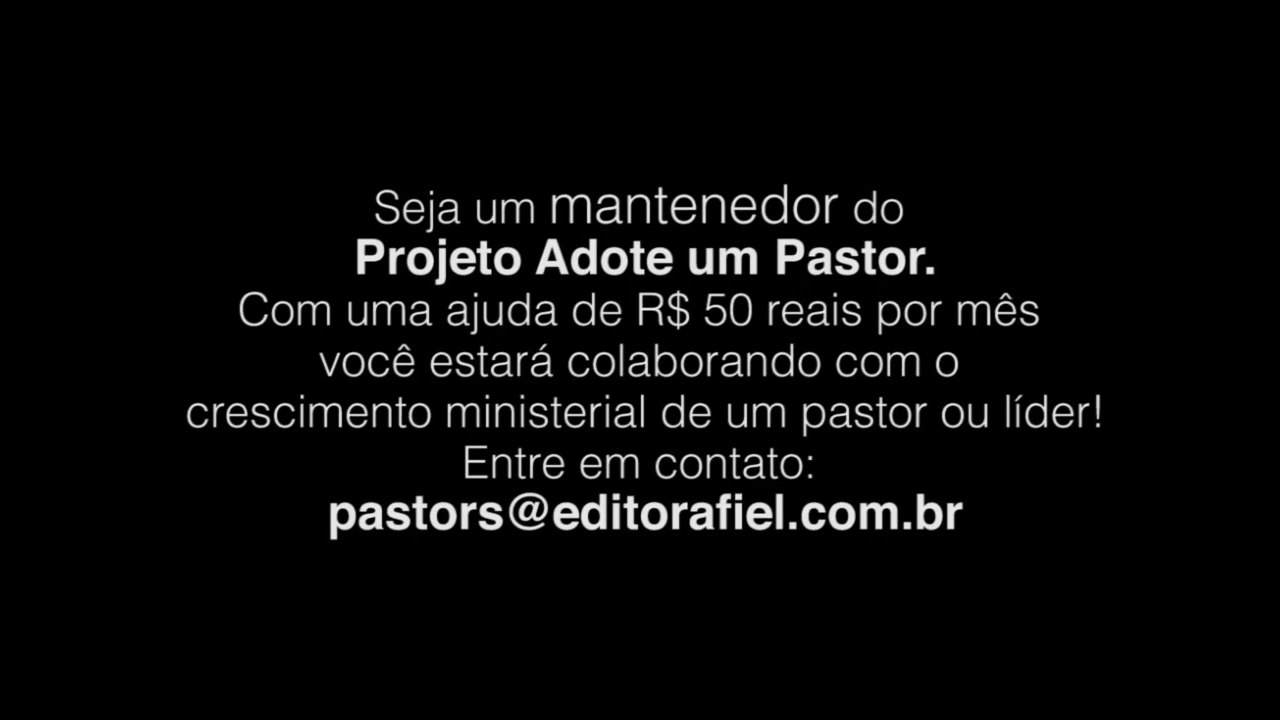 Seja um mantenedor do
Projeto Adote um Pastor.
Com uma ajuda de R$ 50 reais por mês
você estará colaborando com o
crescimento ministerial de um pastor ou líder!
Entre em contato:
pastors@editorafiel.com.br